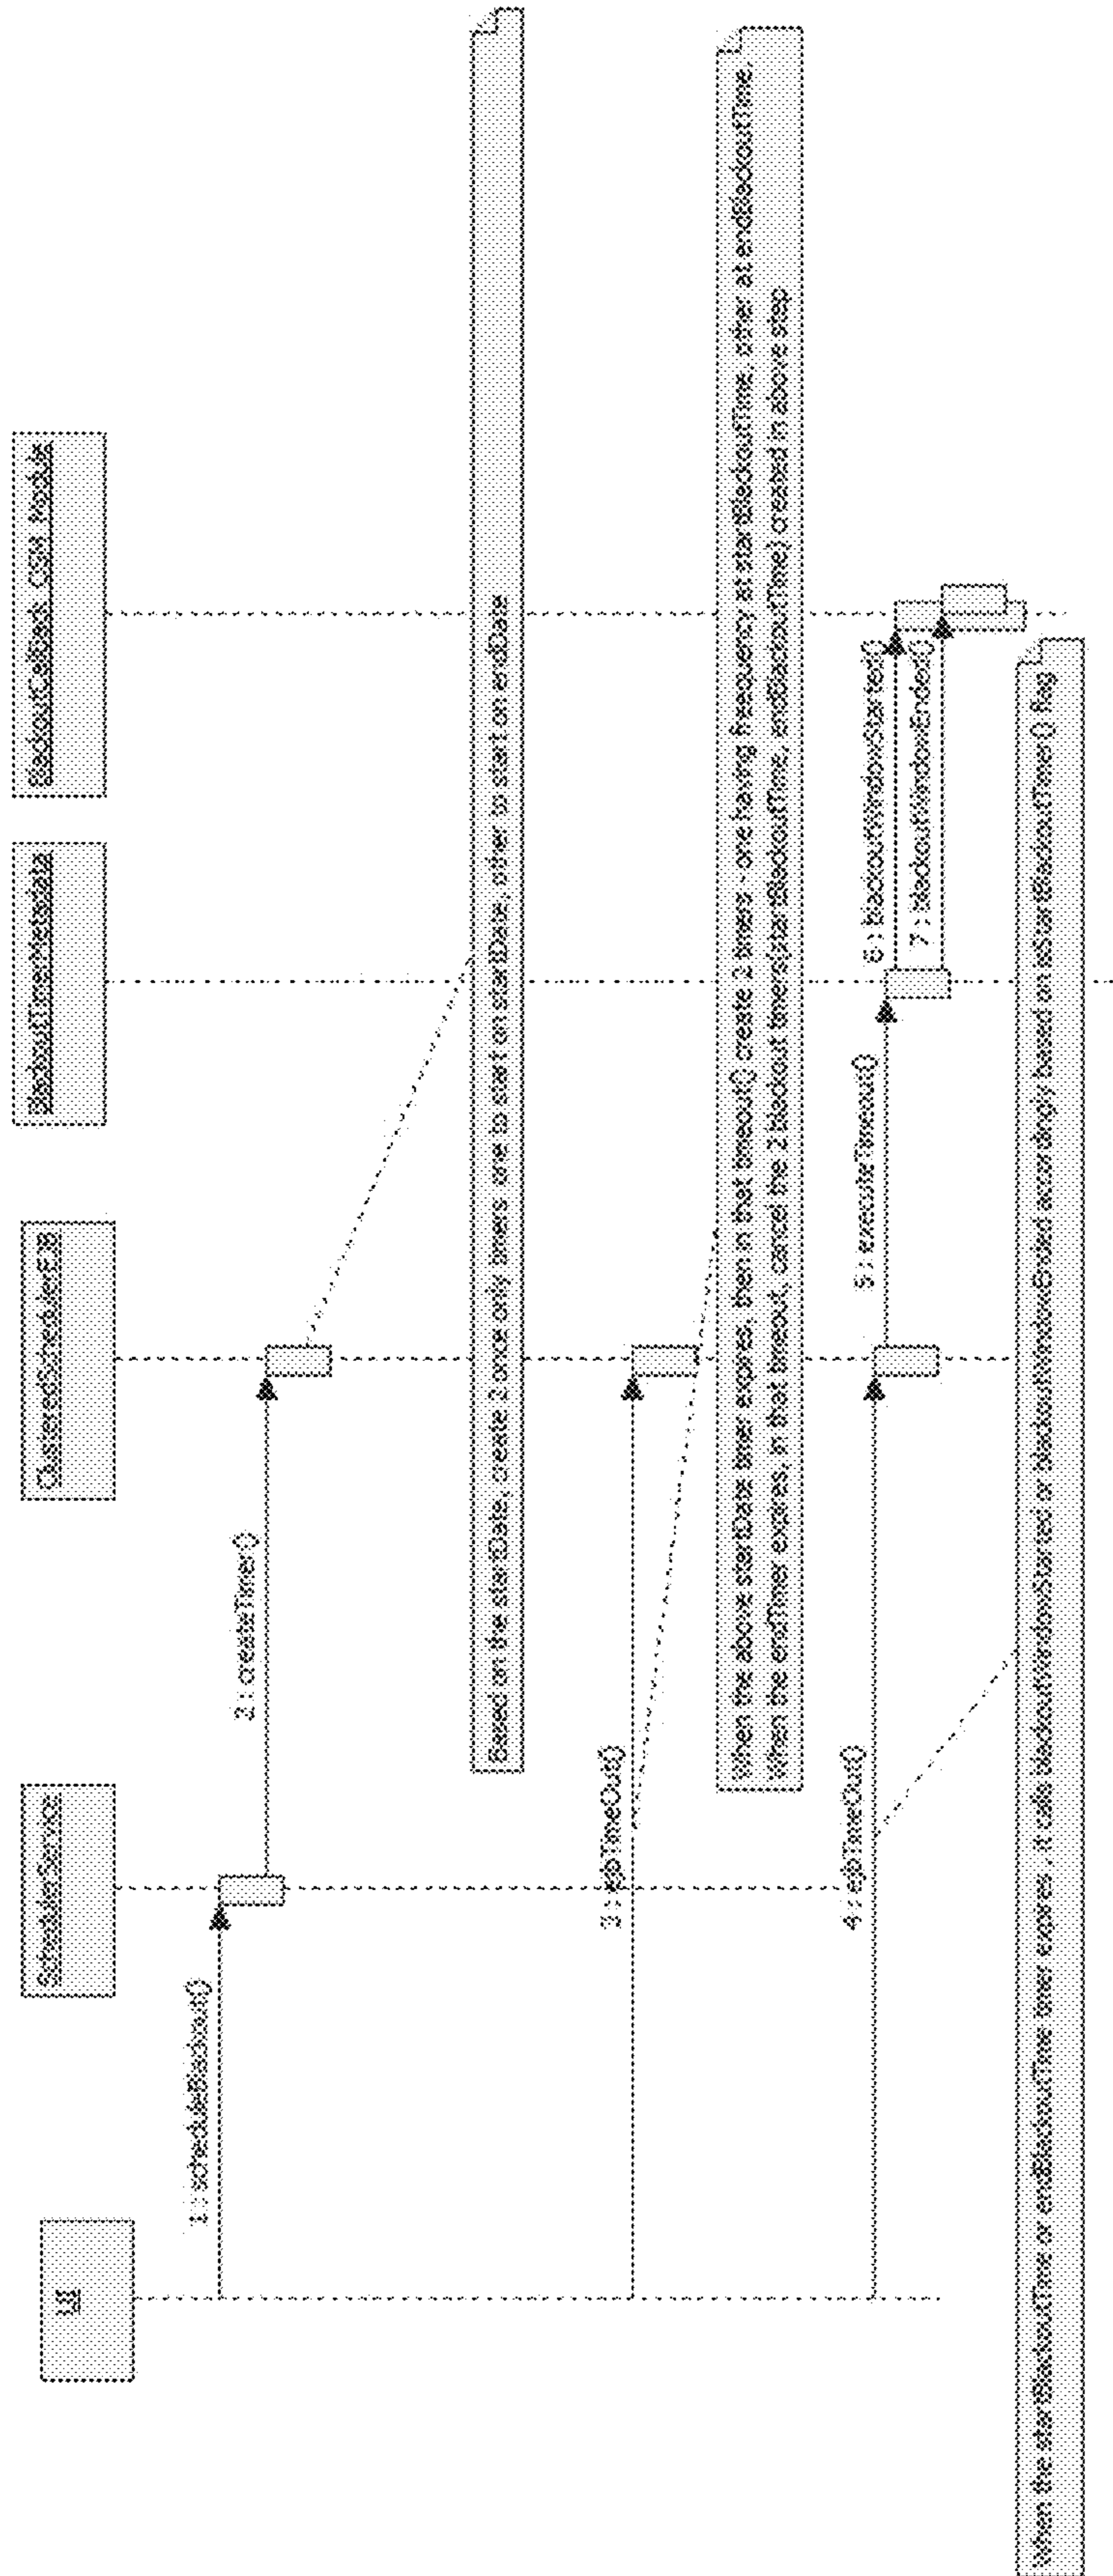 UI
SchedulerService
ClusteredSchedulerEJB
BlackoutTimerMetadata
BlackoutCallback GSM Module
1 : scheduleBlackout()
2 : createTimer()
Based on the startDate, create 2 once only timers: one to start on startDate, other to start on endDate
3 : ejbTimeOut()
When the above startDate timer expires, then in that timeout() create 2 timers - one having frequency at startBlackoutTime, other at endBlackoutTime.
When the endTimer expires, in that timeout, cancel the 2 blackout timers(startBlackoutTime, endBlackoutTime) created in above step
4 : ejbTimeOut()
5 : executeTimeout()
6 : blackoutWindowStarted()
7 : blackoutWindowEnded()
When the startBlackoutTime or endBlackoutTime timer expires , it calls blackoutWindowStarted or blackoutWindowEnded accordingly based on isStartBlackoutTimer() flag